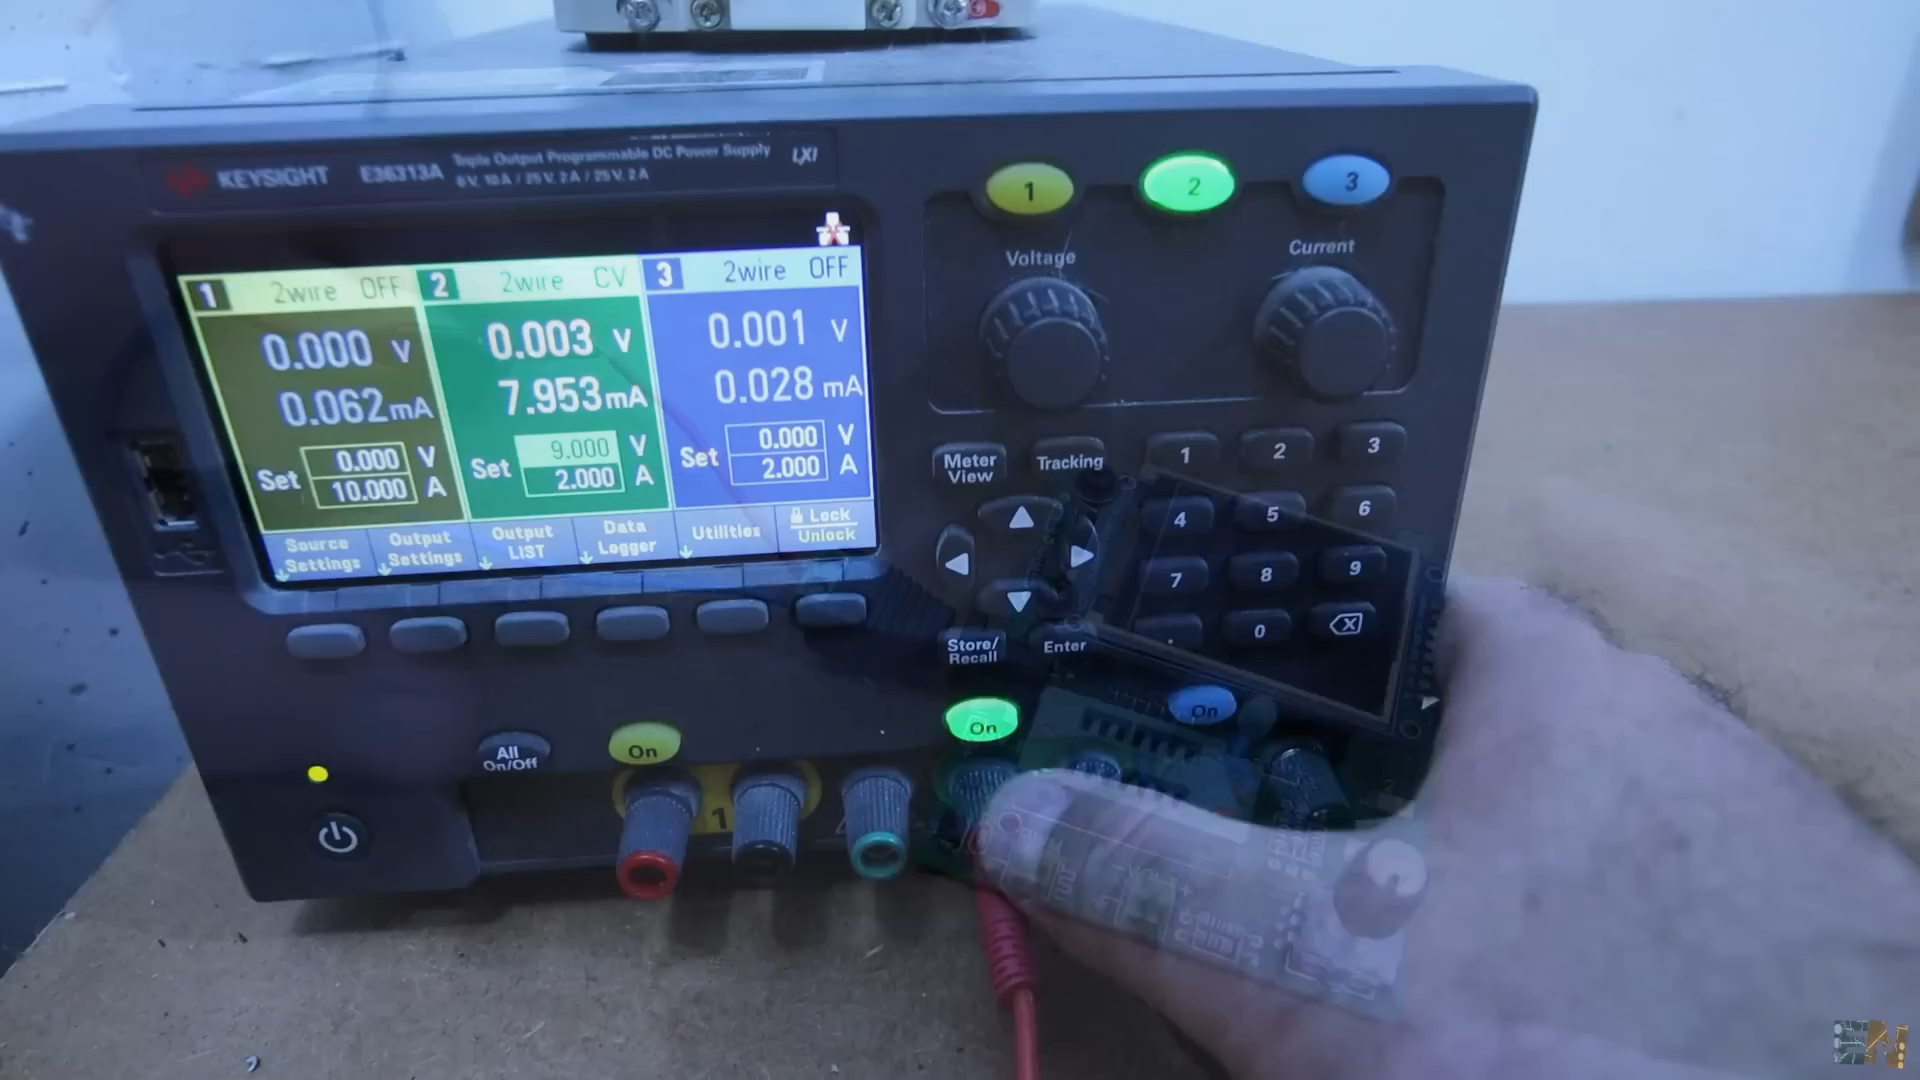 KEYSIGHT E36313A Triple Output Programmable DC Power Supply LXI
6V, 10A / 25V, 2A / 25V, 2A
1 2 3
Voltage Current
1 2wire OFF 2 2wire CV 3 2wire OFF
0.000 V 0.003 V 0.001 V
0.062 mA 7.953 mA 0.028 mA
Set 0.000 V Set 9.000 V Set 0.000 V
10.000 A 2.000 A 2.000 A
Source Settings
Output Settings
Output LIST
Data Logger
Utilities
Lock
Unlock
Meter View
Tracking
1 2 3
4 5 6
7 8 9
. 0 X
Store/
Recall
Enter
All
On/Off
On
On
On
1
EN